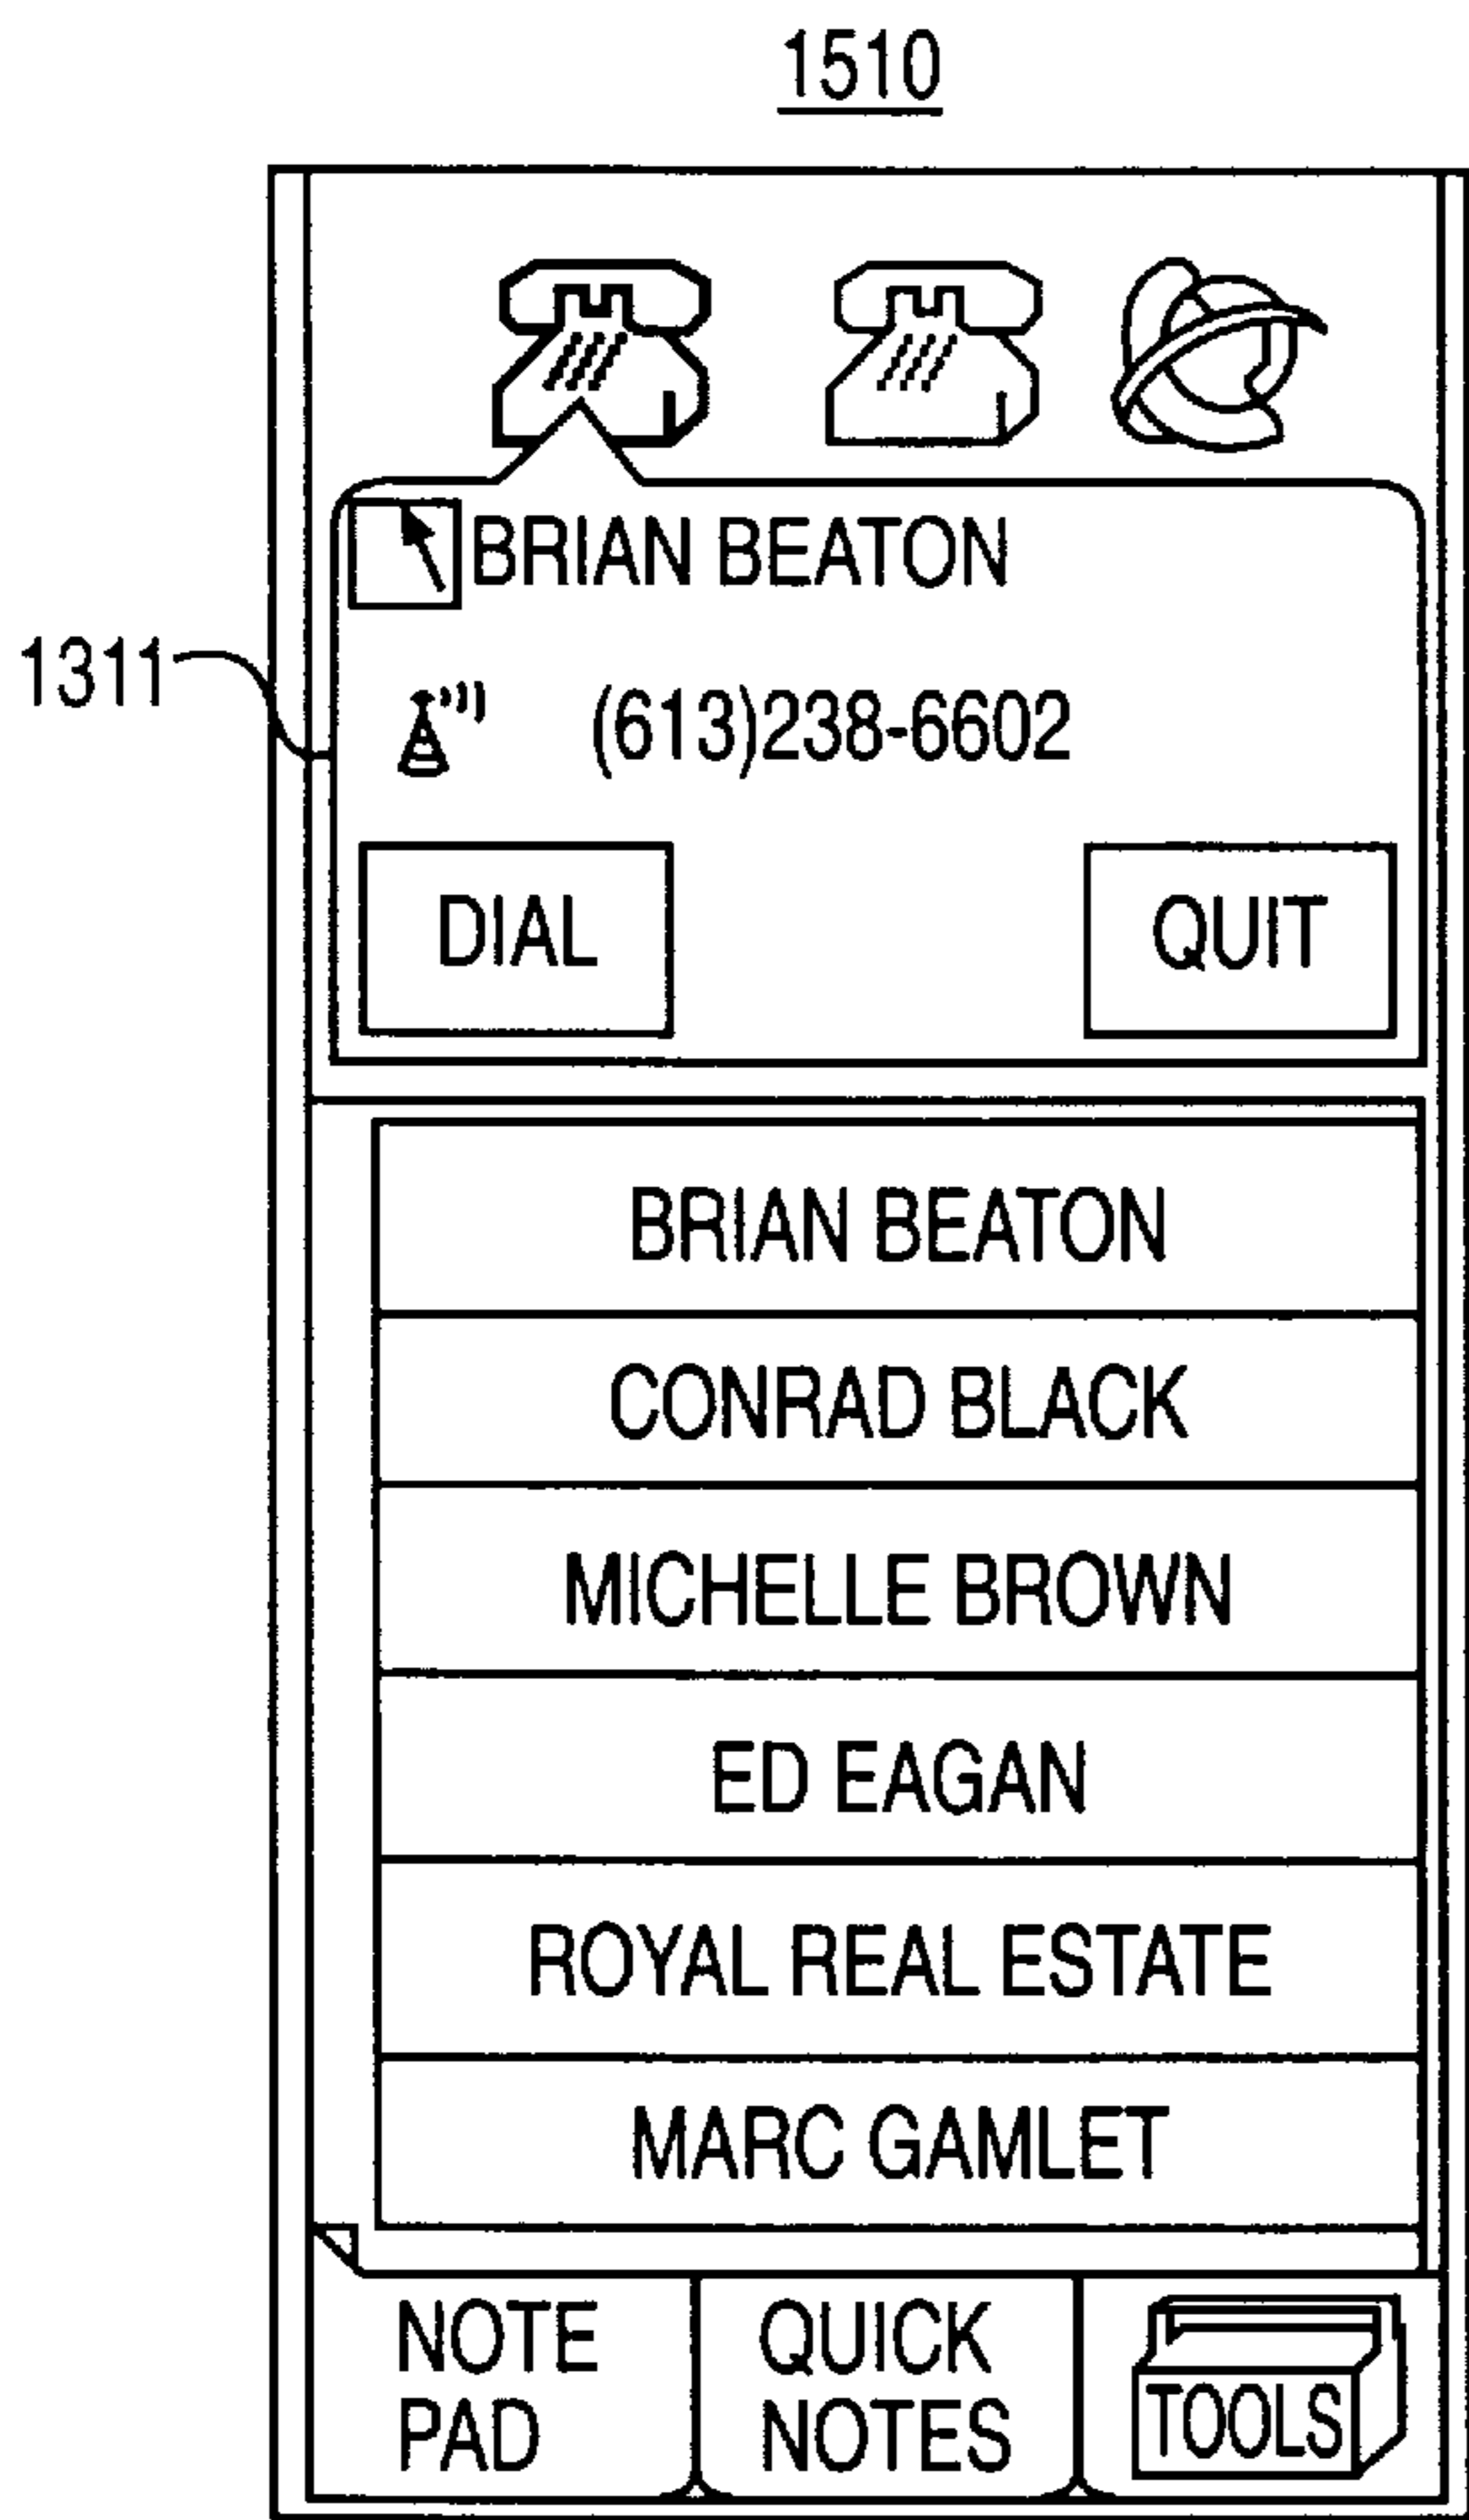 1510
BRIAN BEATON
1311
(613)238-6602
DIAL
QUIT
BRIAN BEATON
CONRAD BLACK
MICHELLE BROWN
ED EAGAN
ROYAL REAL ESTATE
MARC GAMLET
NOTE
PAD
QUICK
NOTES
TOOLS